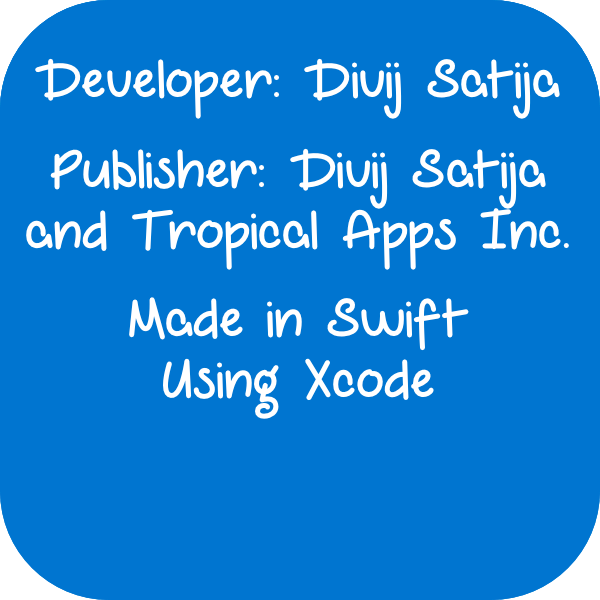 Developer: Divij Satija
Publisher: Divij Satija
and Tropical Apps Inc.
Made in Swift
Using Xcode